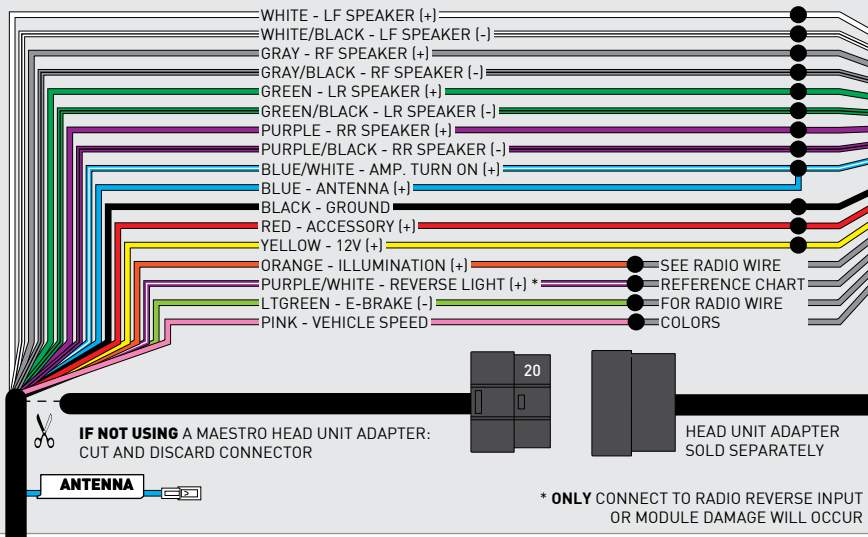 WHITE - LF SPEAKER (+)
WHITE/BLACK - LF SPEAKER (-)
GRAY - RF SPEAKER (+)
GRAY/BLACK - RF SPEAKER (-)
GREEN - LR SPEAKER (+)
GREEN/BLACK - LR SPEAKER (-)
PURPLE - RR SPEAKER (+)
PURPLE/BLACK - RR SPEAKER (-)
BLUE/WHITE - AMP. TURN ON (+)
BLUE - ANTENNA (+)
BLACK - GROUND
RED - ACCESSORY (+)
YELLOW - 12V (+)
ORANGE - ILLUMINATION (+)
PURPLE/WHITE - REVERSE LIGHT (+) *
LTGREEN - E-BRAKE (-)
PINK - VEHICLE SPEED
SEE RADIO WIRE
REFERENCE CHART
FOR RADIO WIRE
COLORS
20
IF NOT USING A MAESTRO HEAD UNIT ADAPTER:
CUT AND DISCARD CONNECTOR
HEAD UNIT ADAPTER
SOLD SEPARATELY
ANTENNA
* ONLY CONNECT TO RADIO REVERSE INPUT
OR MODULE DAMAGE WILL OCCUR